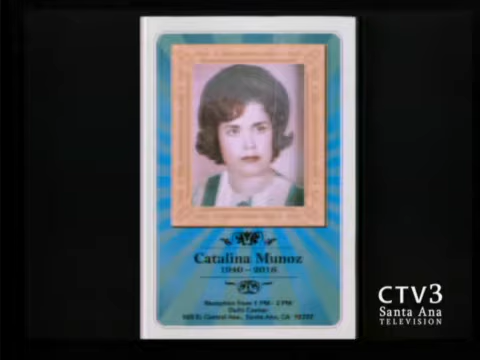 Catalina Munoz
1940 – 2016
Reception from 1 PM - 2 PM
Delhi Center
505 E. Central Ave., Santa Ana, CA
CTV3
Santa Ana
TELEVISION